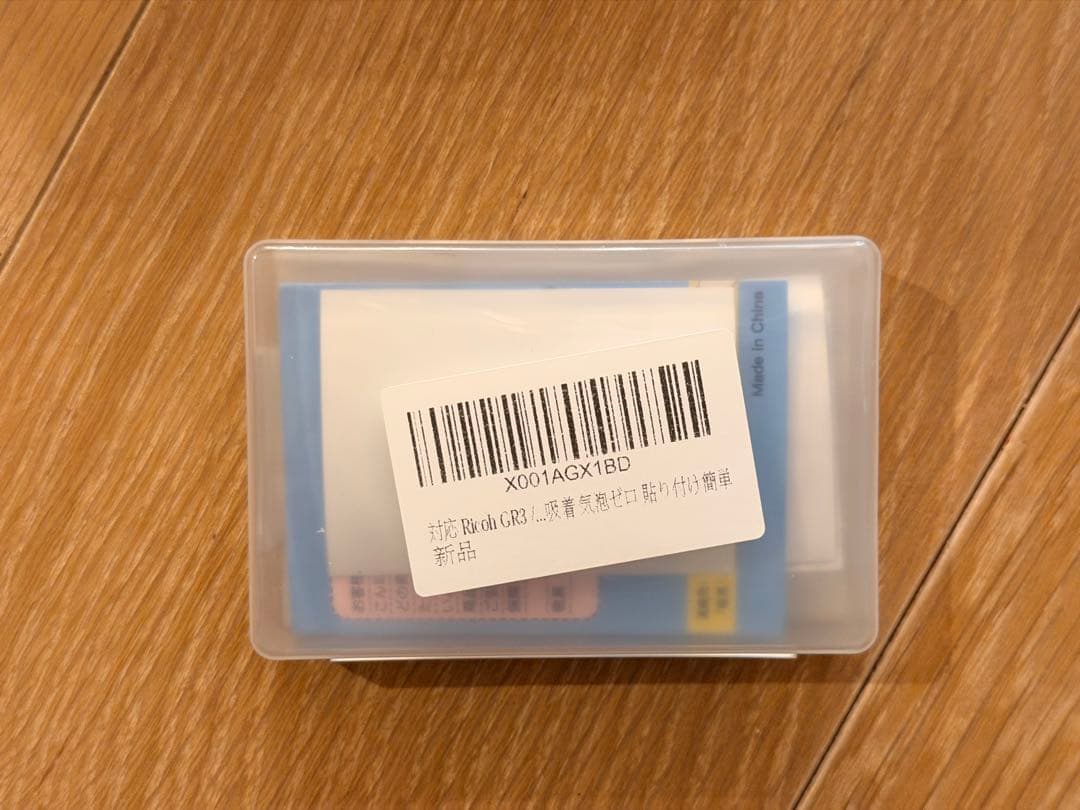 Made in China
X001AGX1BD
対応 Ricoh GR3 /...吸着 気泡ゼロ 貼り付け簡単
新品